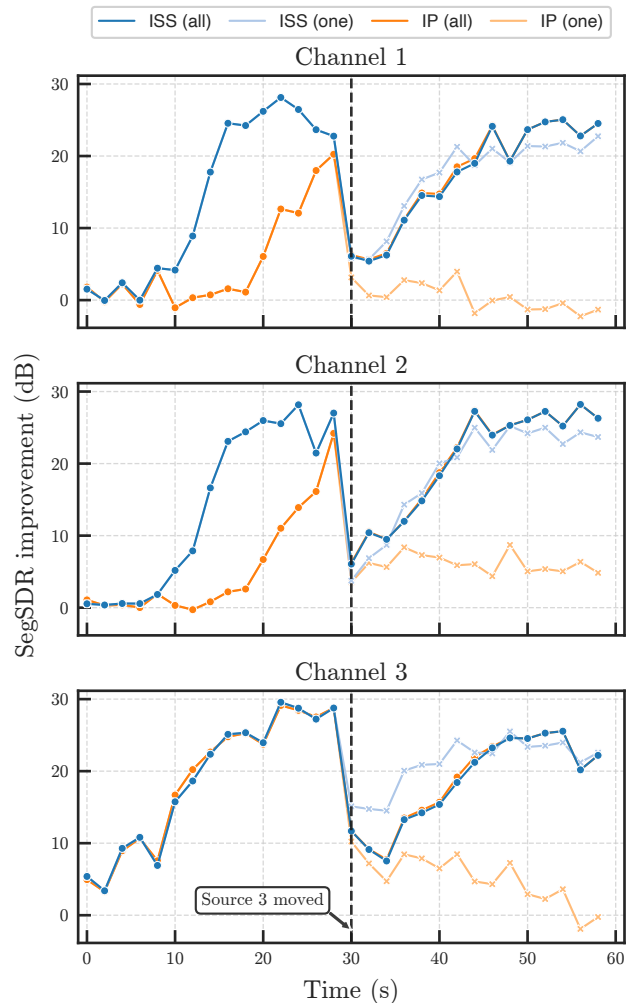 ISS (all) ISS (one) IP (all) IP (one)
Channel 1
30
20
10
0
Channel 2
30
20
10
0
SegSDR improvement (dB)
Channel 3
30
20
10
0
Source 3 moved
0 10 20 30 40 50 60
Time (s)